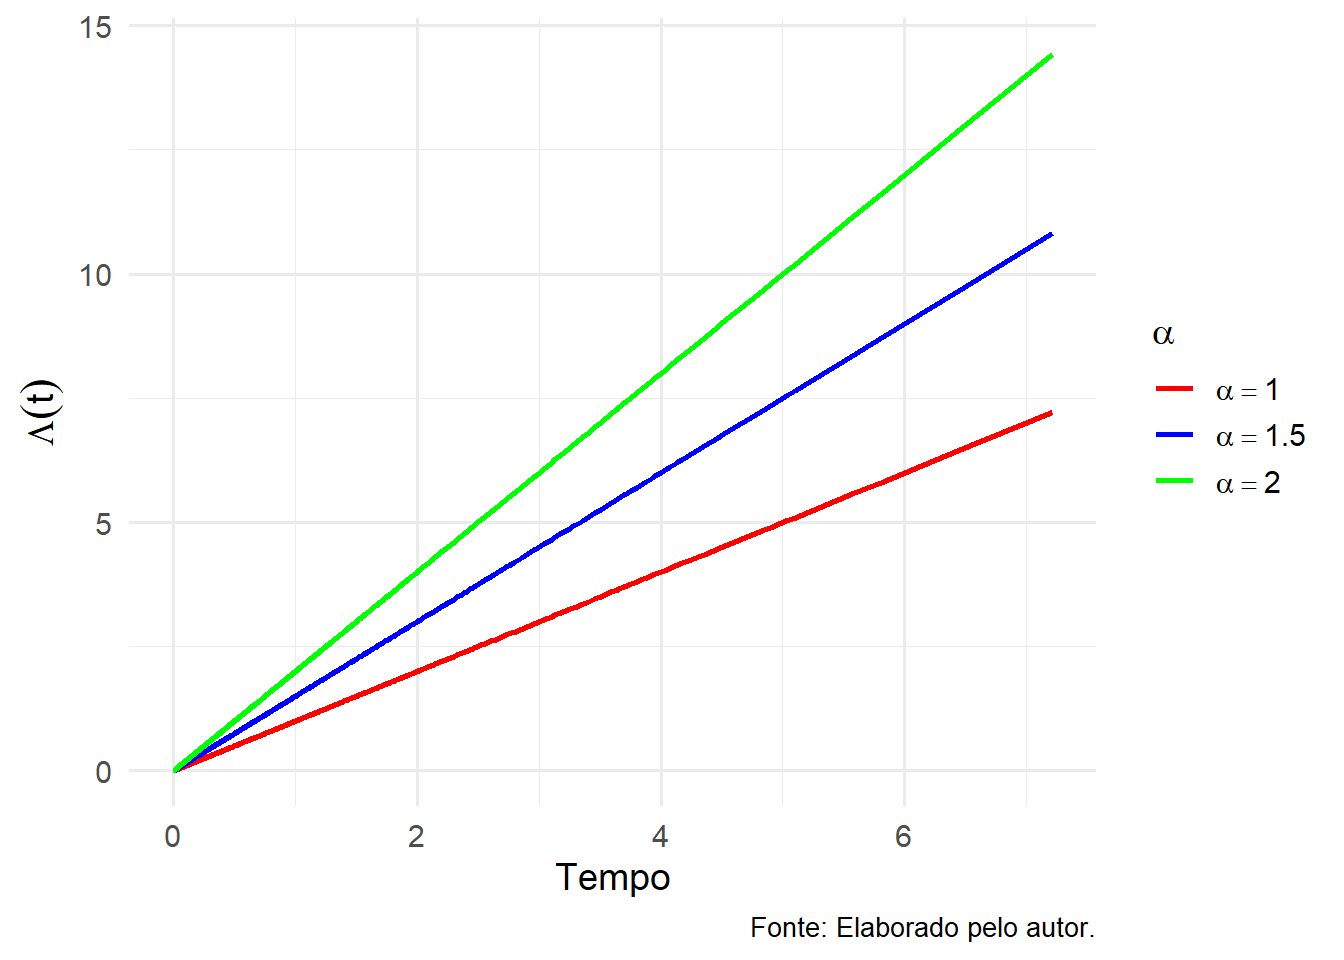 15
10
5
0
Λ(t)
0 2 4 6
Tempo
α
α = 1
α = 1.5
α = 2
Fonte: Elaborado pelo autor.